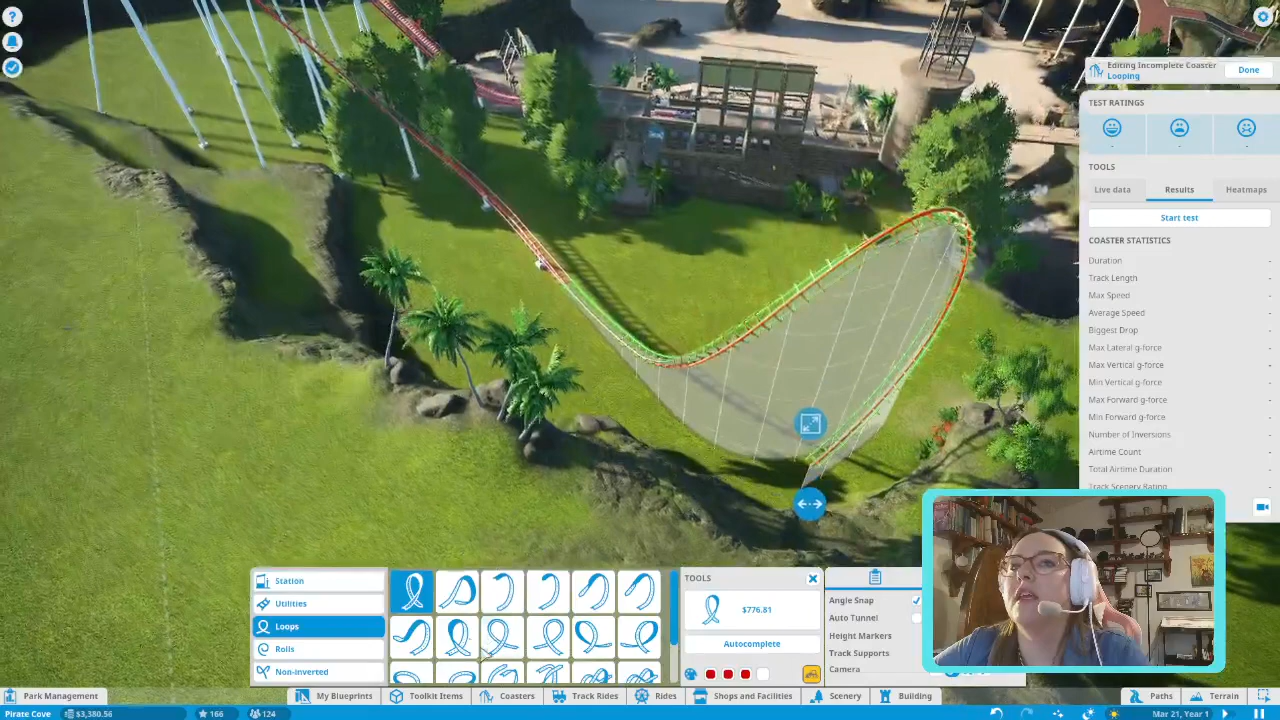 ?
Editing Incomplete Coaster
Looping
Done
TEST RATINGS
- - -
TOOLS
Live data Results Heatmaps
Start test
COASTER STATISTICS
Duration -
Track Length -
Max Speed -
Average Speed -
Biggest Drop -
Max Lateral g-force -
Max Vertical g-force -
Min Vertical g-force -
Max Forward g-force -
Min Forward g-force -
Number of Inversions -
Airtime Count -
Total Airtime Duration -
Track Scenery Rating -
Station
Utilities
Loops
Rolls
Non-inverted
TOOLS
$776.81
Autocomplete
Angle Snap
Auto Tunnel
Height Markers
Track Supports
Camera
Park Management
My Blueprints
Toolkit Items
Coasters
Track Rides
Rides
Shops and Facilities
Scenery
Building
Paths
Terrain
Pirate Cove $3,380.56 166 124
Mar 21, Year 1